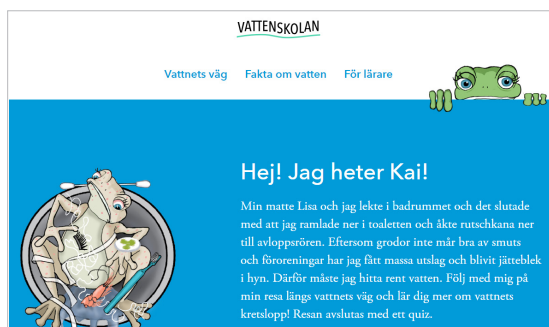 VATTENSKOLAN
Vattnets väg Fakta om vatten För lärare
Hej! Jag heter Kai!
Min matte Lisa och jag lekte i badrummet och det slutade
med att jag ramlade ner i toaletten och åkte rutschkana ner
till avloppsrören. Eftersom grodor inte mår bra av smuts
och föroreningar har jag fått massa utslag och blivit jätteblek
i hyn. Därför måste jag hitta rent vatten. Följ med mig på
min resa längs vattnets väg och lär dig mer om vattnets
kretslopp! Resan avslutas med ett quiz.